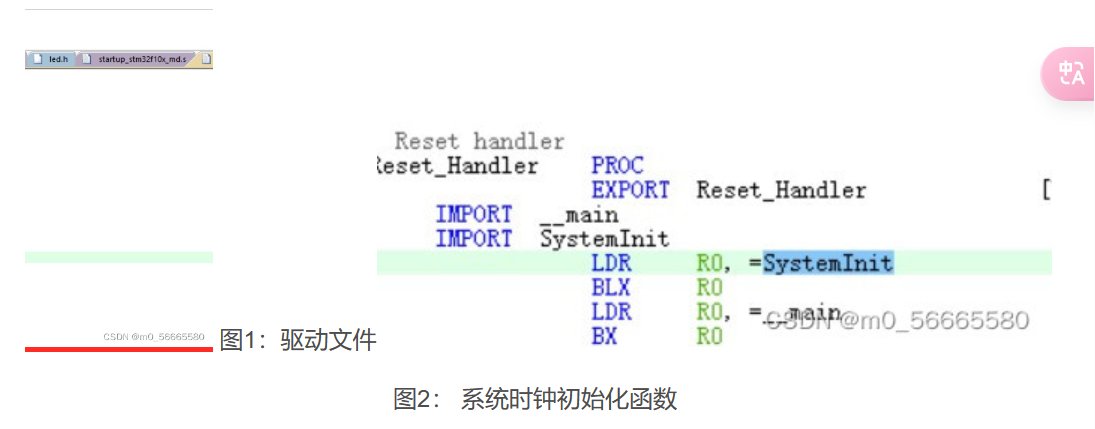 led.h startup_stm32f10x_md.s
中A
Reset handler
Reset_Handler PROC
EXPORT Reset_Handler [
IMPORT __main
IMPORT SystemInit
LDR R0, =SystemInit
BLX R0
LDR R0, =__main
BX R0
CSDN @m0_56665580
CSDN @m0_56665580
图1：驱动文件
图2： 系统时钟初始化函数